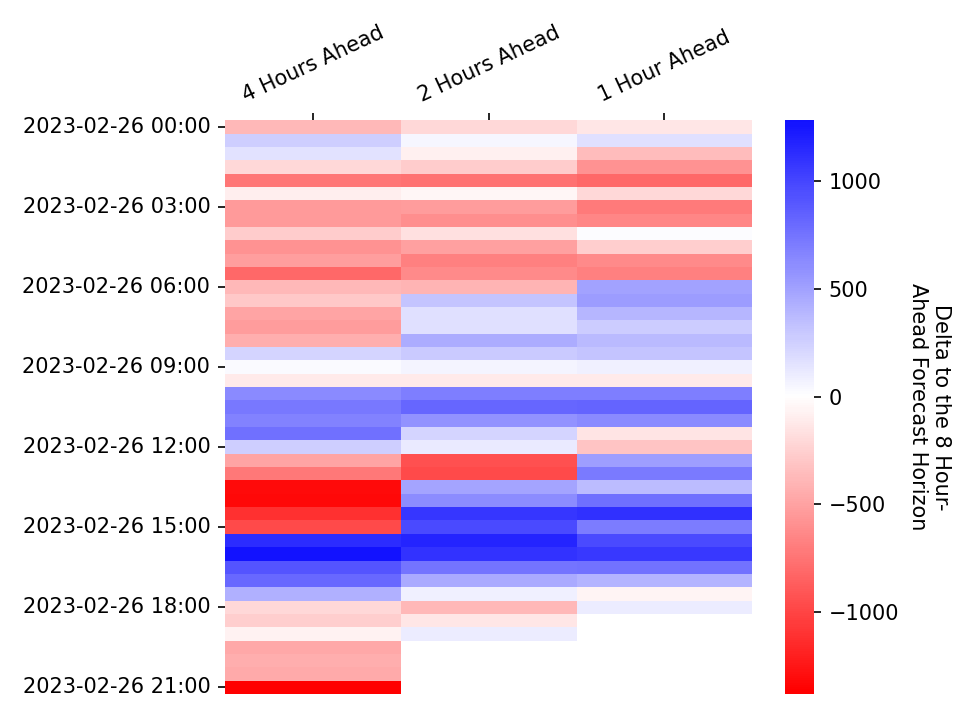 4 Hours Ahead
2 Hours Ahead
1 Hour Ahead
2023-02-26 00:00
2023-02-26 03:00
2023-02-26 06:00
2023-02-26 09:00
2023-02-26 12:00
2023-02-26 15:00
2023-02-26 18:00
2023-02-26 21:00
1000
500
0
−500
−1000
Delta to the 8 Hour-
Ahead Forecast Horizon